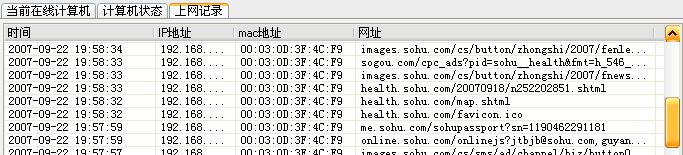 当前在线计算机 计算机状态 上网记录
时间 IP地址 mac地址 网址
2007-09-22 19:58:34 192.168.... 00:03:0D:3F:4C:F9 images.sohu.com/cs/button/zhongshi/2007/fenle...
2007-09-22 19:58:33 192.168.... 00:03:0D:3F:4C:F9 sogou.com/cpc_ads?pid=sohu__health&fmt=h_546_...
2007-09-22 19:58:33 192.168.... 00:03:0D:3F:4C:F9 images.sohu.com/cs/button/zhongshi/2007/fnews...
2007-09-22 19:58:33 192.168.... 00:03:0D:3F:4C:F9 health.sohu.com/20070918/n252202851.shtml
2007-09-22 19:58:32 192.168.... 00:03:0D:3F:4C:F9 health.sohu.com/map.shtml
2007-09-22 19:58:32 192.168.... 00:03:0D:3F:4C:F9 health.sohu.com/favicon.ico
2007-09-22 19:57:59 192.168.... 00:03:0D:3F:4C:F9 me.sohu.com/sohupassport?sn=1190462291181
2007-09-22 19:57:59 192.168.... 00:03:0D:3F:4C:F9 online.sohu.com/onlinejs?jtbjb@sohu.com,guyan...
2007-09-22 19:57:57 192.168.... 00:03:0D:3F:4C:F9 images.sohu.com/cs/sms/ad/channel/biz/button0...